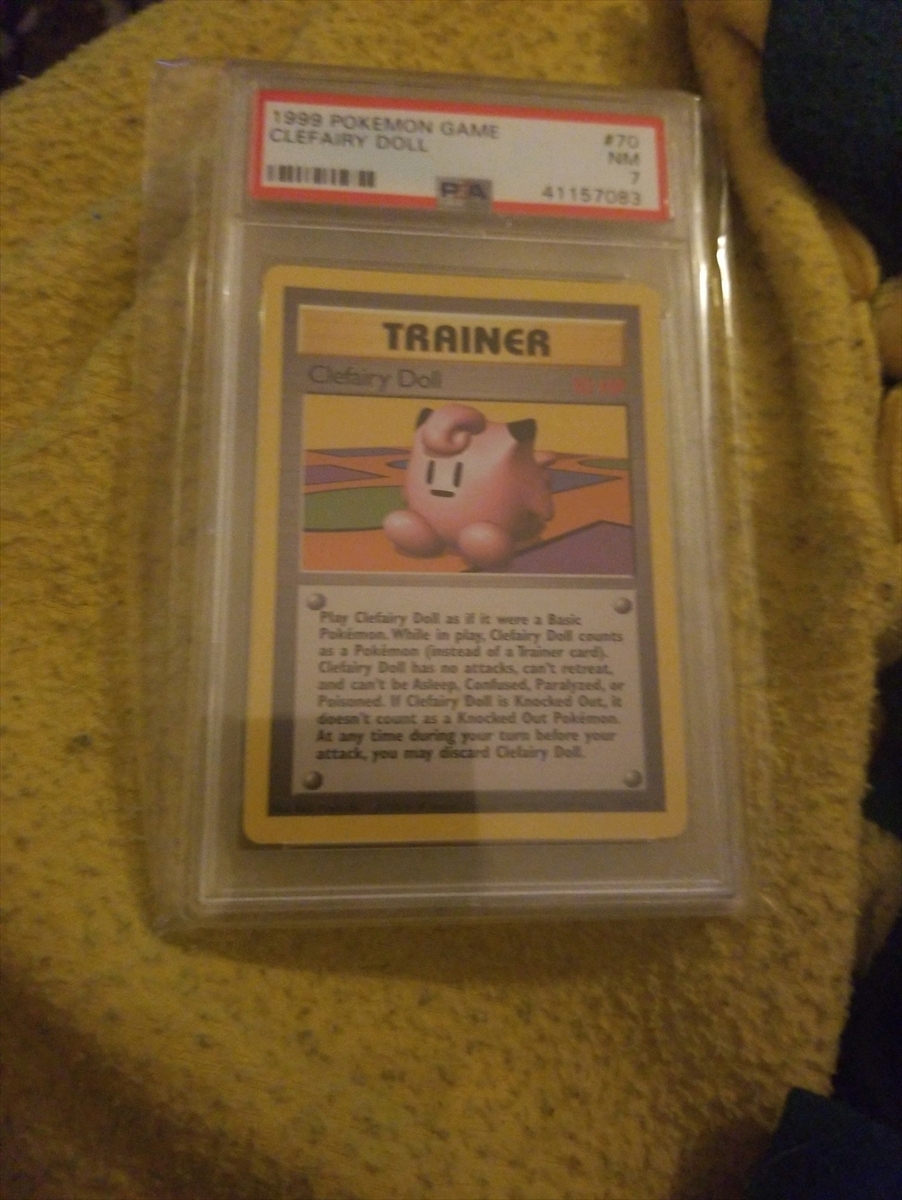 1999 POKEMON GAME #70
CLEFAIRY DOLL NM
7
PSA 41157083
TRAINER
Clefairy Doll
Play Clefairy Doll as if it were a Basic
Pokémon. While in play, Clefairy Doll counts
as a Pokémon (instead of a Trainer card).
Clefairy Doll has no attacks, can't retreat,
and can't be Asleep, Confused, Paralyzed, or
Poisoned. If Clefairy Doll is Knocked Out, it
doesn't count as a Knocked Out Pokémon.
At any time during your turn before your
attack, you may discard Clefairy Doll.